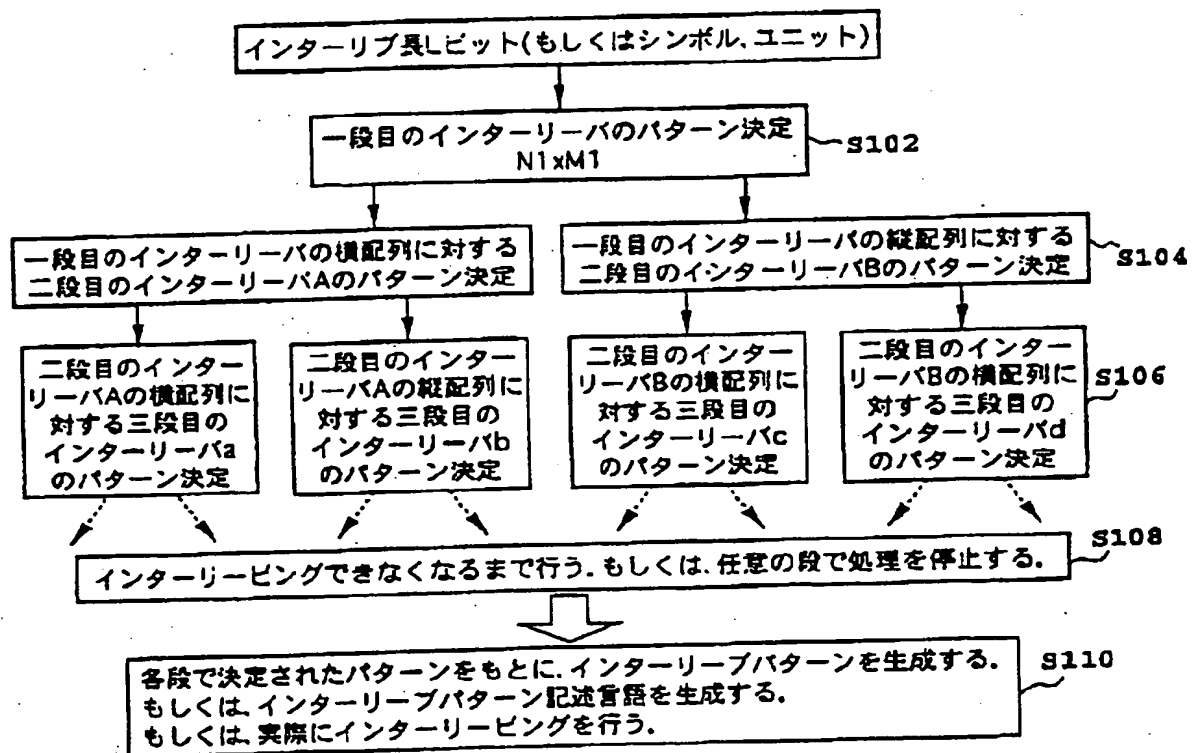 インターリブ長Lビット(もしくはシンボル、ユニット)
一段目のインターリーバのパターン決定
N1xM1
S102
一段目のインターリーバの横配列に対する
二段目のインターリーバAのパターン決定
一段目のインターリーバの縦配列に対する
二段目のインターリーバBのパターン決定
S104
二段目のインター
リーバAの横配列に
対する三段目の
インターリーバa
のパターン決定
二段目のインター
リーバAの縦配列に
対する三段目の
インターリーバb
のパターン決定
二段目のインター
リーバBの横配列に
対する三段目の
インターリーバc
のパターン決定
二段目のインター
リーバBの横配列に
対する三段目の
インターリーバd
のパターン決定
S106
インターリービングできなくなるまで行う.もしくは、任意の段で処理を停止する.
S108
各段で決定されたパターンをもとに、インターリーブパターンを生成する.
もしくは、インターリーブパターン記述言語を生成する.
もしくは、実際にインターリービングを行う.
S110